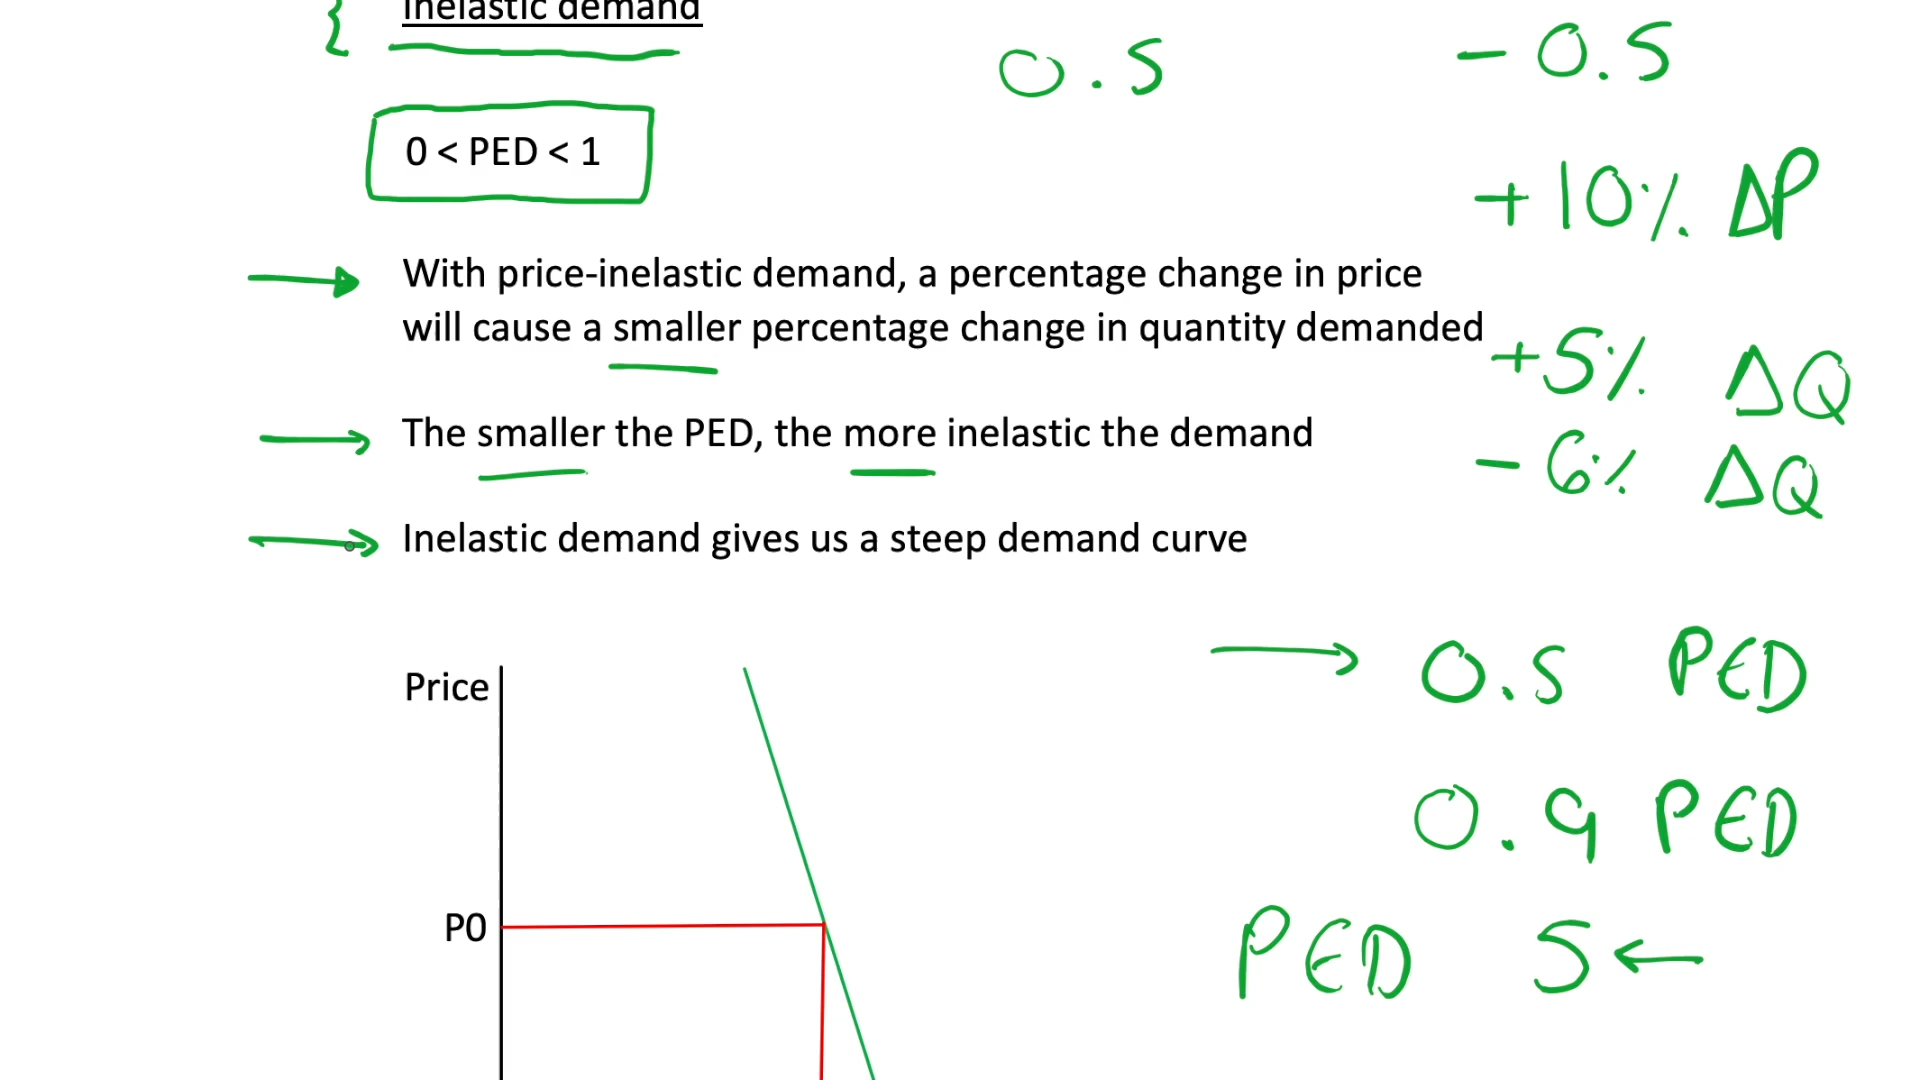 Inelastic demand
0.5
- 0.5
0 < PED < 1
+10% ΔP
With price-inelastic demand, a percentage change in price
will cause a smaller percentage change in quantity demanded
+5% ΔQ
The smaller the PED, the more inelastic the demand
- 6% ΔQ
Inelastic demand gives us a steep demand curve
0.5 PED
Price
0.9 PED
P0
PED 5